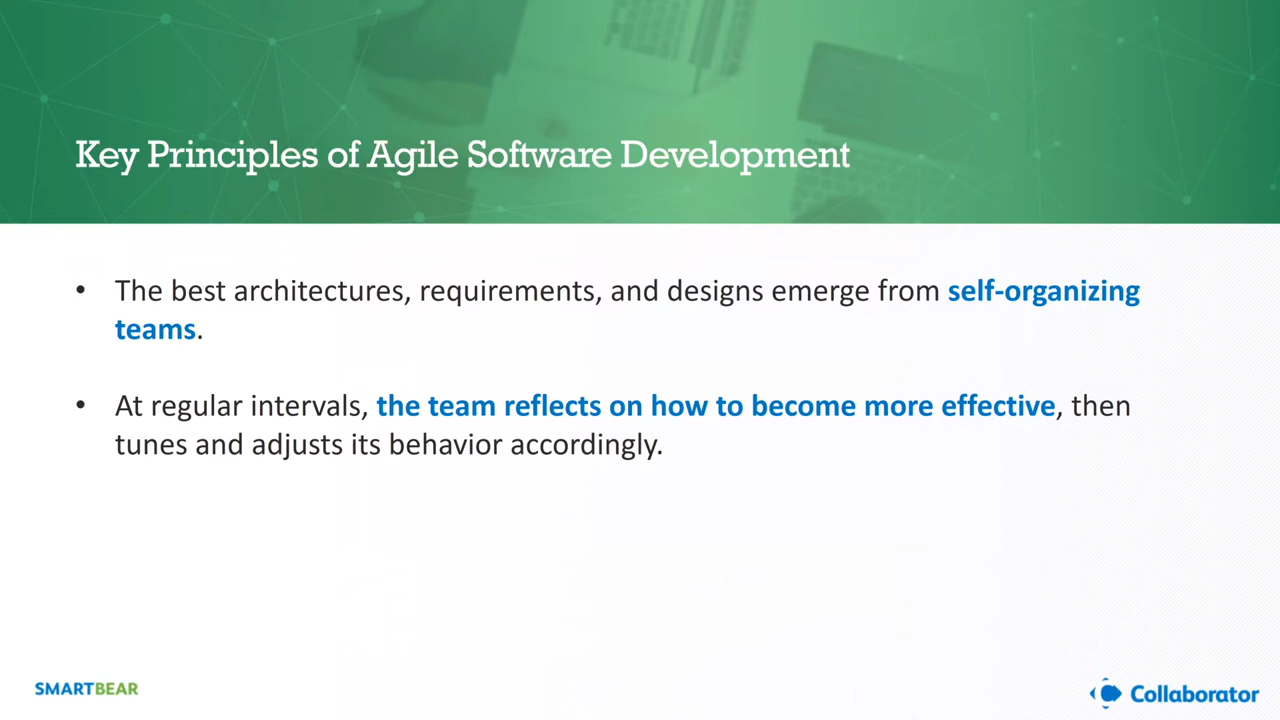 Key Principles of Agile Software Development
• The best architectures, requirements, and designs emerge from self-organizing
teams.
• At regular intervals, the team reflects on how to become more effective, then
tunes and adjusts its behavior accordingly.
SMARTBEAR
Collaborator